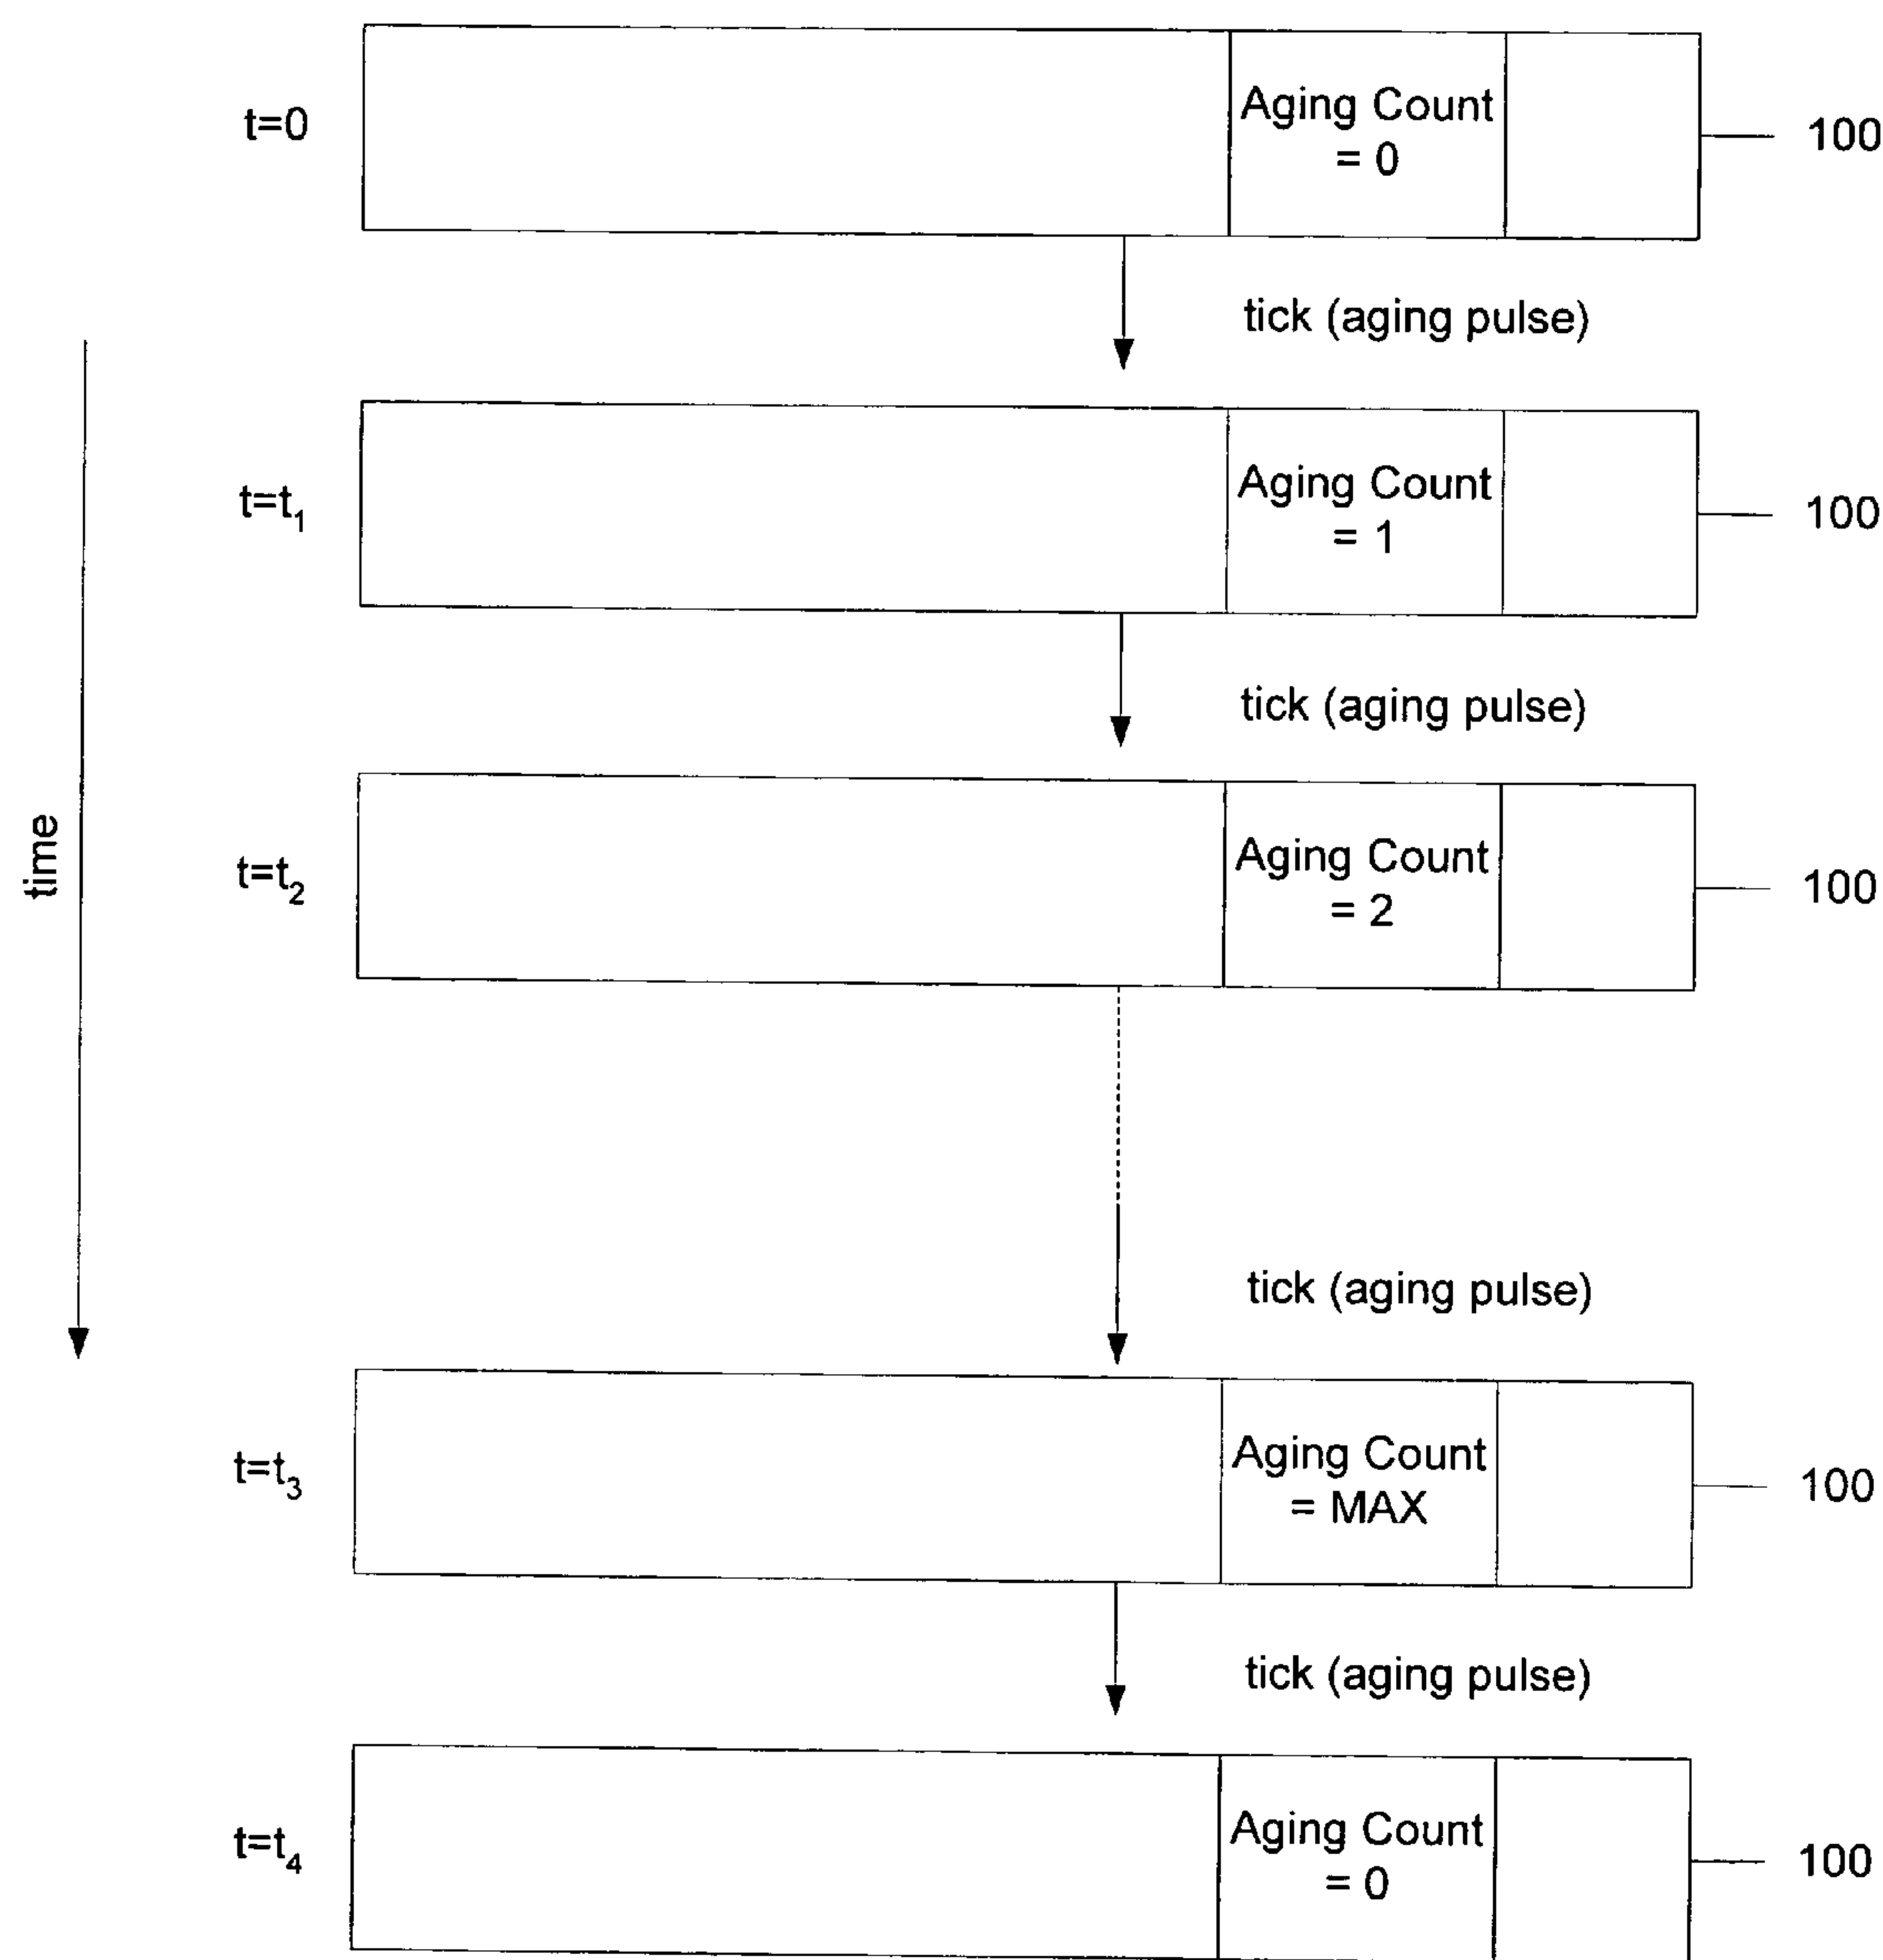 t=0
Aging Count
= 0
100
tick (aging pulse)
t=t₁
Aging Count
= 1
100
tick (aging pulse)
time
t=t₂
Aging Count
= 2
100
tick (aging pulse)
t=t₃
Aging Count
= MAX
100
tick (aging pulse)
t=t₄
Aging Count
= 0
100